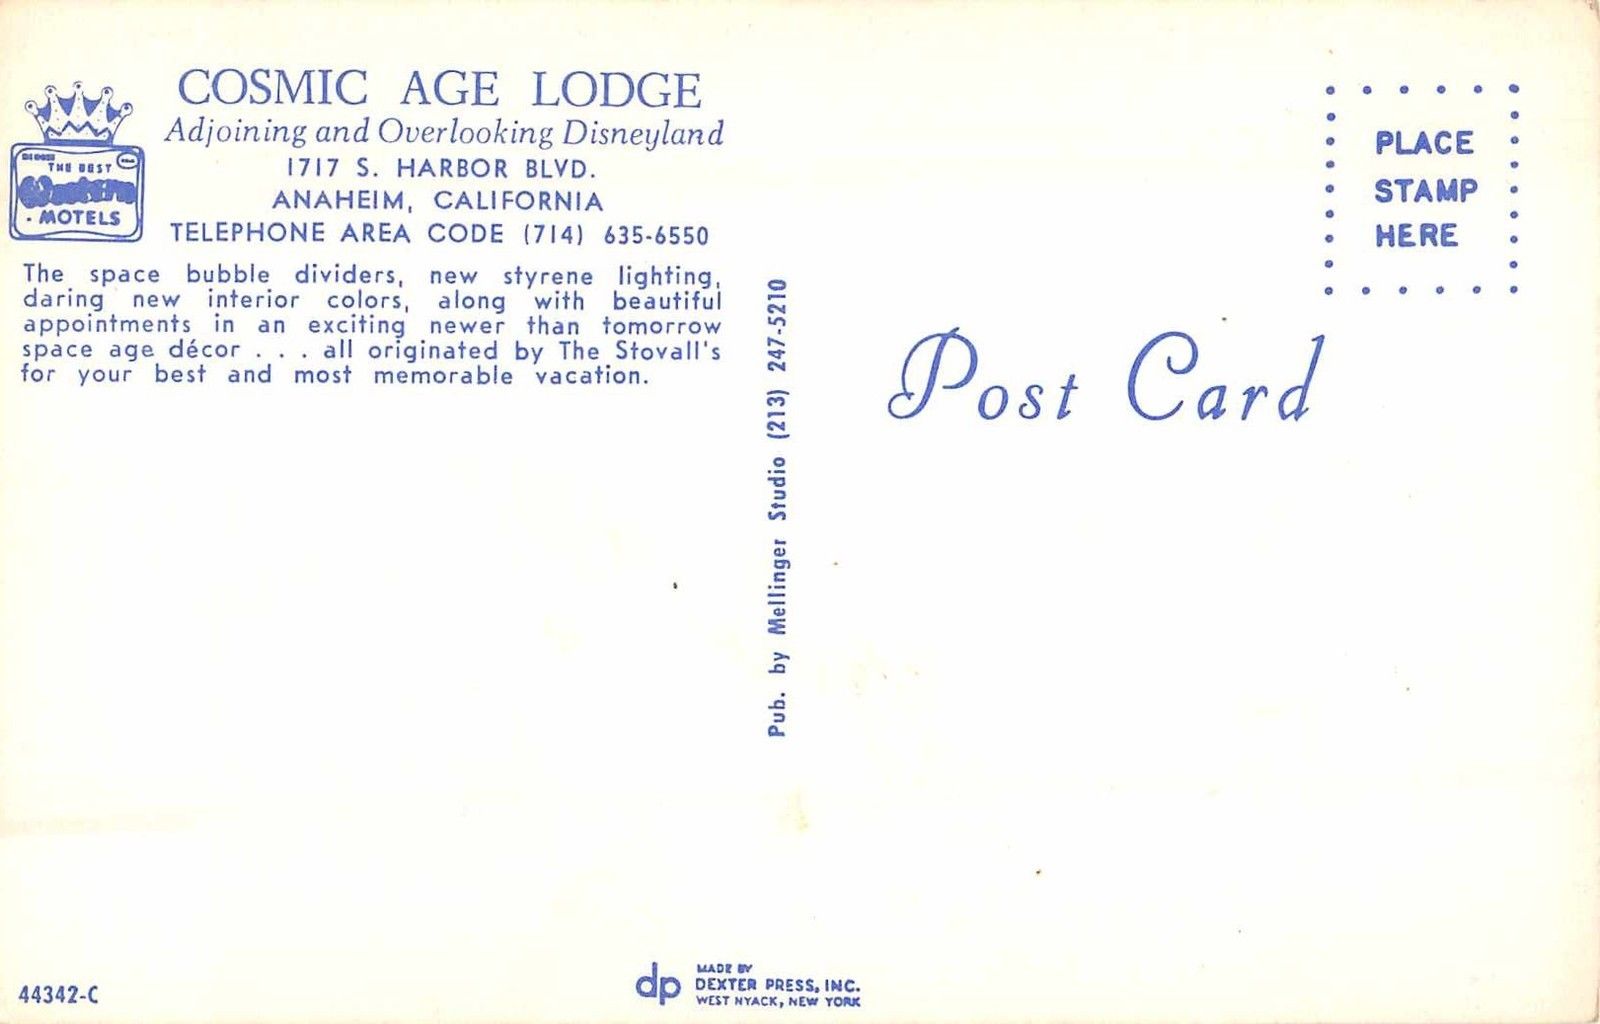 COSMIC AGE LODGE
Adjoining and Overlooking Disneyland
1717 S. HARBOR BLVD.
ANAHEIM, CALIFORNIA
TELEPHONE AREA CODE (714) 635-6550
THE BEST
Western
MOTELS
The space bubble dividers, new styrene lighting,
daring new interior colors, along with beautiful
appointments in an exciting newer than tomorrow
space age décor . . . all originated by The Stovall's
for your best and most memorable vacation.
44342-C
Pub. by Mellinger Studio (213) 247-5210
dp
MADE BY
DEXTER PRESS, INC.
WEST NYACK, NEW YORK
Post Card
PLACE
STAMP
HERE